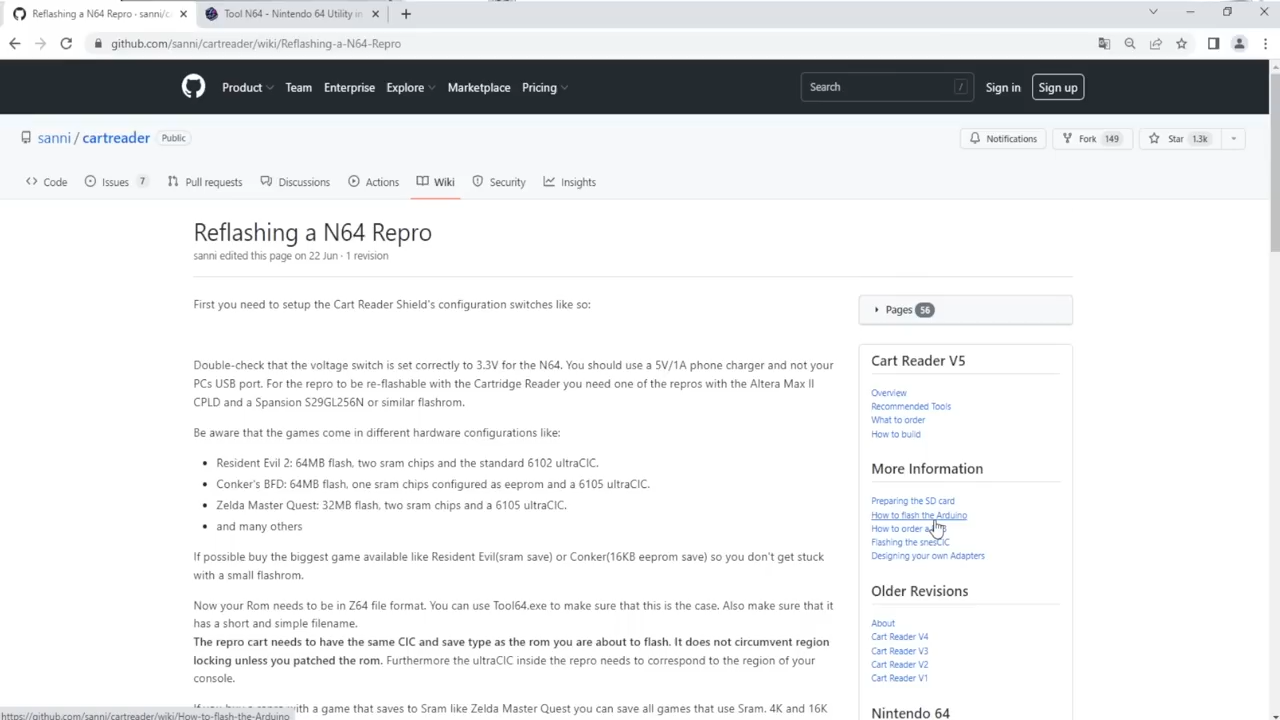 Reflashing a N64 Repro · sanni/c
Tool N64 - Nintendo 64 Utility in
github.com/sanni/cartreader/wiki/Reflashing-a-N64-Repro
Product
Team
Enterprise
Explore
Marketplace
Pricing
Search
/
Sign in
Sign up
sanni / cartreader
Public
Notifications
Fork 149
Star 1.3k
Code
Issues 7
Pull requests
Discussions
Actions
Wiki
Security
Insights
Reflashing a N64 Repro
sanni edited this page on 22 Jun · 1 revision
First you need to setup the Cart Reader Shield's configuration switches like so:
Double-check that the voltage switch is set correctly to 3.3V for the N64. You should use a 5V/1A phone charger and not your
PCs USB port. For the repro to be re-flashable with the Cartridge Reader you need one of the repros with the Altera Max II
CPLD and a Spansion S29GL256N or similar flashrom.
Be aware that the games come in different hardware configurations like:
• Resident Evil 2: 64MB flash, two sram chips and the standard 6102 ultraCIC.
• Conker's BFD: 64MB flash, one sram chips configured as eeprom and a 6105 ultraCIC.
• Zelda Master Quest: 32MB flash, two sram chips and a 6105 ultraCIC.
• and many others
If possible buy the biggest game available like Resident Evil(sram save) or Conker(16KB eeprom save) so you don't get stuck
with a small flashrom.
Now your Rom needs to be in Z64 file format. You can use Tool64.exe to make sure that this is the case. Also make sure that it
has a short and simple filename.
The repro cart needs to have the same CIC and save type as the rom you are about to flash. It does not circumvent region
locking unless you patched the rom. Furthermore the ultraCIC inside the repro needs to correspond to the region of your
console.
If you buy a repro with a game that saves to Sram like Zelda Master Quest you can save all games that use Sram. 4K and 16K
Pages 56
Cart Reader V5
Overview
Recommended Tools
What to order
How to build
More Information
Preparing the SD card
How to flash the Arduino
How to order a
Flashing the snesCIC
Designing your own Adapters
Older Revisions
About
Cart Reader V4
Cart Reader V3
Cart Reader V2
Cart Reader V1
Nintendo 64
https://github.com/sanni/cartreader/wiki/How-to-flash-the-Arduino